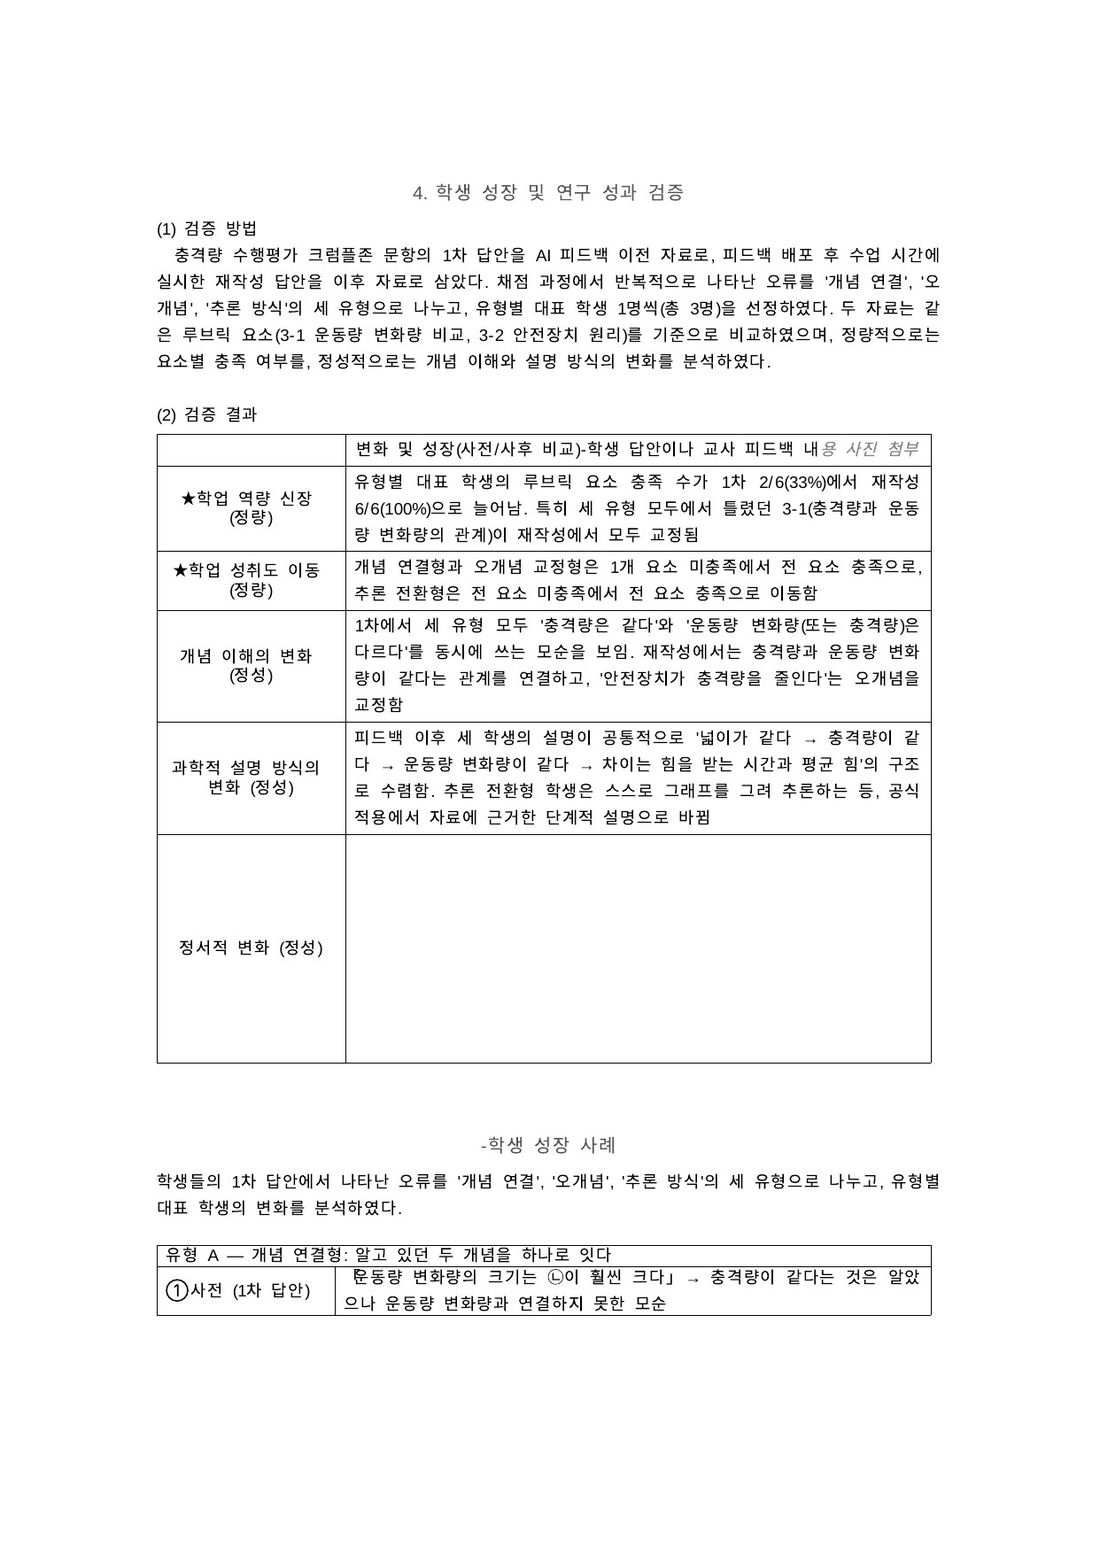 4. 학생 성장 및 연구 성과 검증
(1) 검증 방법
충격량 수행평가 크럼플존 문항의 1차 답안을 AI 피드백 이전 자료로, 피드백 배포 후 수업 시간에
실시한 재작성 답안을 이후 자료로 삼았다. 채점 과정에서 반복적으로 나타난 오류를 '개념 연결', '오
개념', '추론 방식'의 세 유형으로 나누고, 유형별 대표 학생 1명씩(총 3명)을 선정하였다. 두 자료는 같
은 루브릭 요소(3-1 운동량 변화량 비교, 3-2 안전장치 원리)를 기준으로 비교하였으며, 정량적으로는
요소별 충족 여부를, 정성적으로는 개념 이해와 설명 방식의 변화를 분석하였다.
(2) 검증 결과
변화 및 성장(사전/사후 비교)-학생 답안이나 교사 피드백 내용 사진 첨부
★학업 역량 신장
(정량)
유형별 대표 학생의 루브릭 요소 충족 수가 1차 2/6(33%)에서 재작성
6/6(100%)으로 늘어남. 특히 세 유형 모두에서 틀렸던 3-1(충격량과 운동
량 변화량의 관계)이 재작성에서 모두 교정됨
★학업 성취도 이동
(정량)
개념 연결형과 오개념 교정형은 1개 요소 미충족에서 전 요소 충족으로,
추론 전환형은 전 요소 미충족에서 전 요소 충족으로 이동함
개념 이해의 변화
(정성)
1차에서 세 유형 모두 '충격량은 같다'와 '운동량 변화량(또는 충격량)은
다르다'를 동시에 쓰는 모순을 보임. 재작성에서는 충격량과 운동량 변화
량이 같다는 관계를 연결하고, '안전장치가 충격량을 줄인다'는 오개념을
교정함
과학적 설명 방식의
변화 (정성)
피드백 이후 세 학생의 설명이 공통적으로 '넓이가 같다 → 충격량이 같
다 → 운동량 변화량이 같다 → 차이는 힘을 받는 시간과 평균 힘'의 구조
로 수렴함. 추론 전환형 학생은 스스로 그래프를 그려 추론하는 등, 공식
적용에서 자료에 근거한 단계적 설명으로 바뀜
정서적 변화 (정성)
-학생 성장 사례
학생들의 1차 답안에서 나타난 오류를 '개념 연결', '오개념', '추론 방식'의 세 유형으로 나누고, 유형별
대표 학생의 변화를 분석하였다.
유형 A — 개념 연결형: 알고 있던 두 개념을 하나로 잇다
①사전 (1차 답안)
「운동량 변화량의 크기는 ㉡이 훨씬 크다」 → 충격량이 같다는 것은 알았
으나 운동량 변화량과 연결하지 못한 모순